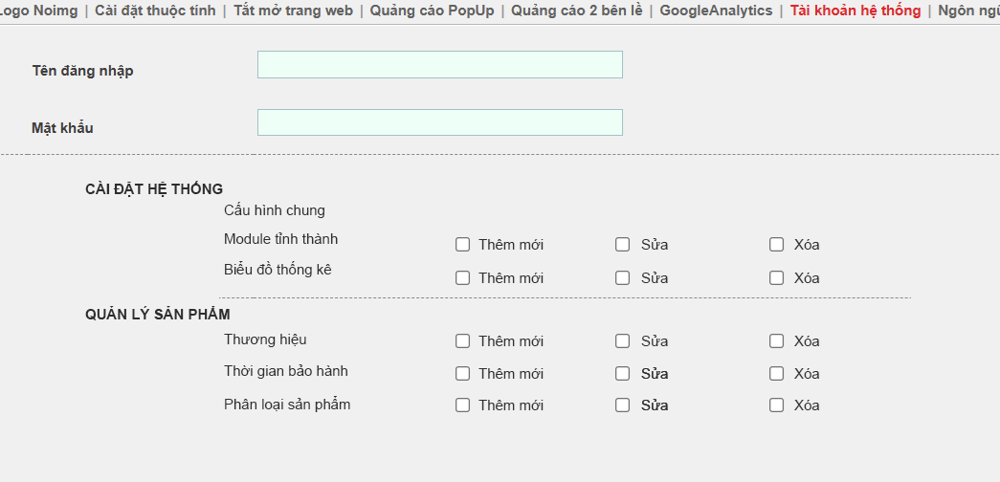 Logo Noimg | Cài đặt thuộc tính | Tắt mở trang web | Quảng cáo PopUp | Quảng cáo 2 bên lề | GoogleAnalytics | Tài khoản hệ thống | Ngôn ngữ
Tên đăng nhập
Mật khẩu
CÀI ĐẶT HỆ THỐNG
Cấu hình chung
Module tỉnh thành Thêm mới Sửa Xóa
Biểu đồ thống kê Thêm mới Sửa Xóa
QUẢN LÝ SẢN PHẨM
Thương hiệu Thêm mới Sửa Xóa
Thời gian bảo hành Thêm mới Sửa Xóa
Phân loại sản phẩm Thêm mới Sửa Xóa